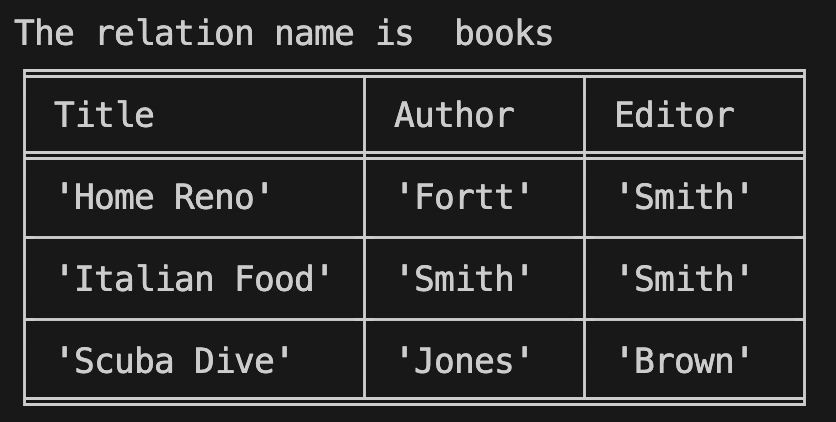 The relation name is  books
Title Author Editor
'Home Reno' 'Fortt' 'Smith'
'Italian Food' 'Smith' 'Smith'
'Scuba Dive' 'Jones' 'Brown'